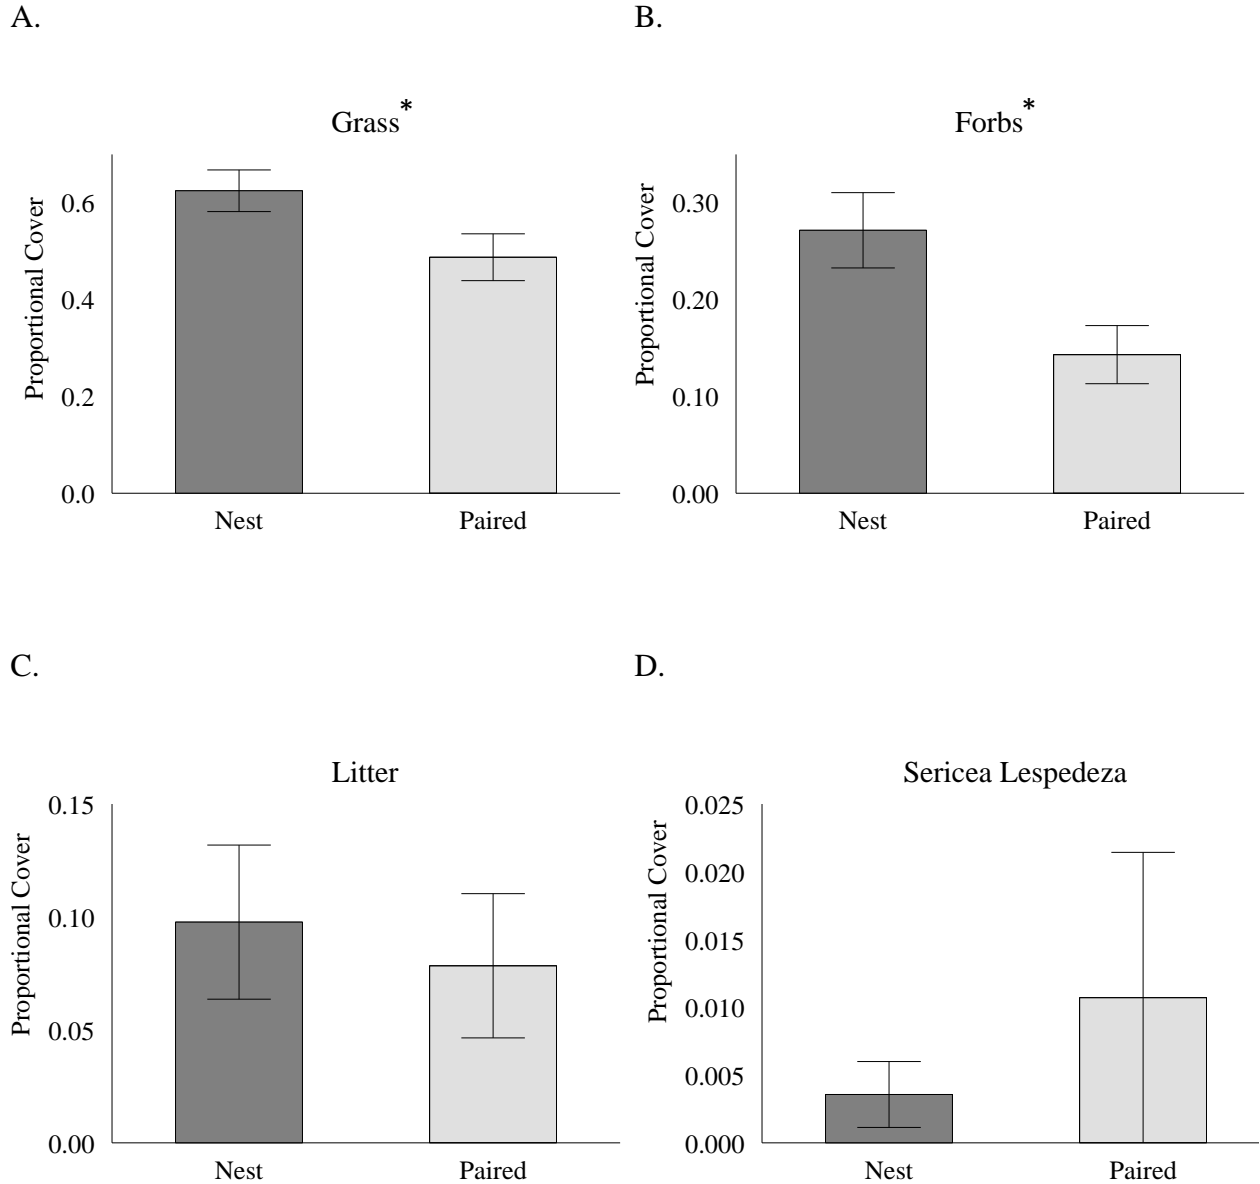 A.
Grass*
Proportional Cover
0.6
0.4
0.2
0.0
Nest Paired
B.
Forbs*
Proportional Cover
0.30
0.20
0.10
0.00
Nest Paired
C.
Litter
Proportional Cover
0.15
0.10
0.05
0.00
Nest Paired
D.
Sericea Lespedeza
Proportional Cover
0.025
0.020
0.015
0.010
0.005
0.000
Nest Paired